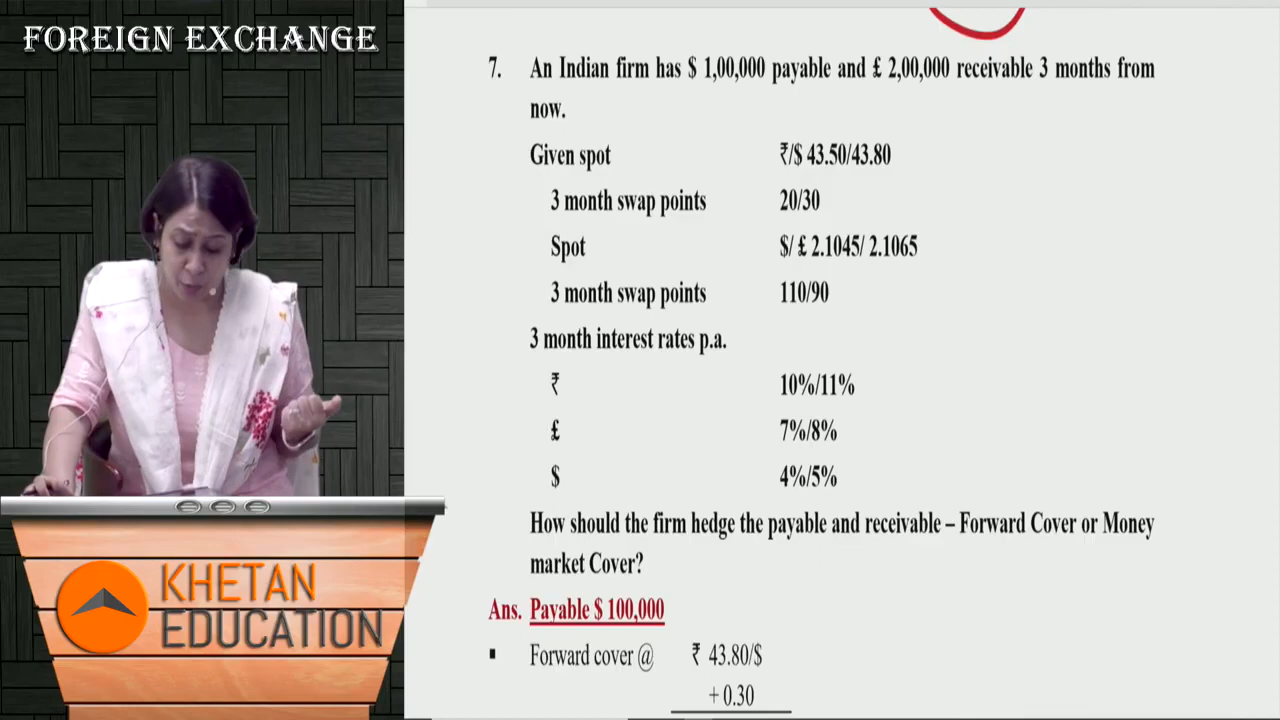 FOREIGN EXCHANGE
7. An Indian firm has $ 1,00,000 payable and £ 2,00,000 receivable 3 months from
now.
Given spot ₹/$ 43.50/43.80
3 month swap points 20/30
Spot $/ £ 2.1045/ 2.1065
3 month swap points 110/90
3 month interest rates p.a.
₹ 10%/11%
£ 7%/8%
$ 4%/5%
How should the firm hedge the payable and receivable – Forward Cover or Money
market Cover?
Ans. Payable $ 100,000
▪ Forward cover @ ₹ 43.80/$
+ 0.30
KHETAN
EDUCATION